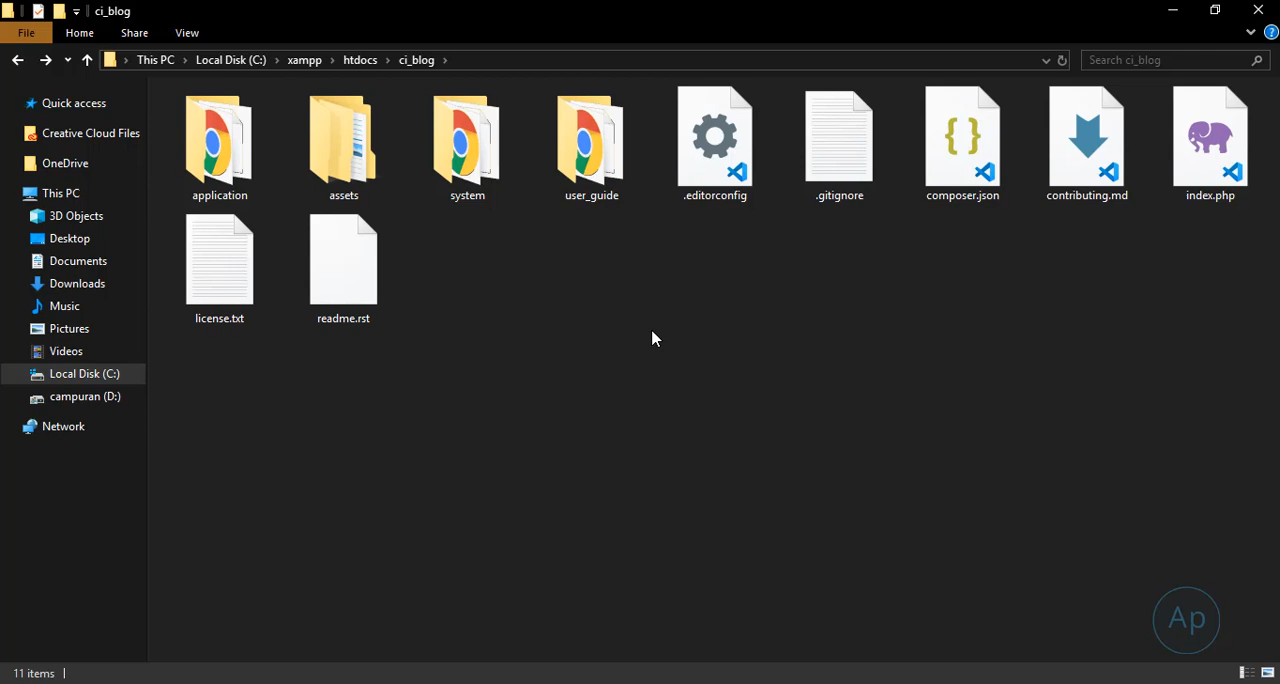 ci_blog
File Home Share View
This PC Local Disk (C:) xampp htdocs ci_blog Search ci_blog
Quick access
Creative Cloud Files
OneDrive
This PC
3D Objects
Desktop
Documents
Downloads
Music
Pictures
Videos
Local Disk (C:)
campuran (D:)
Network
application assets system user_guide .editorconfig .gitignore composer.json contributing.md index.php
license.txt readme.rst
Ap
11 items